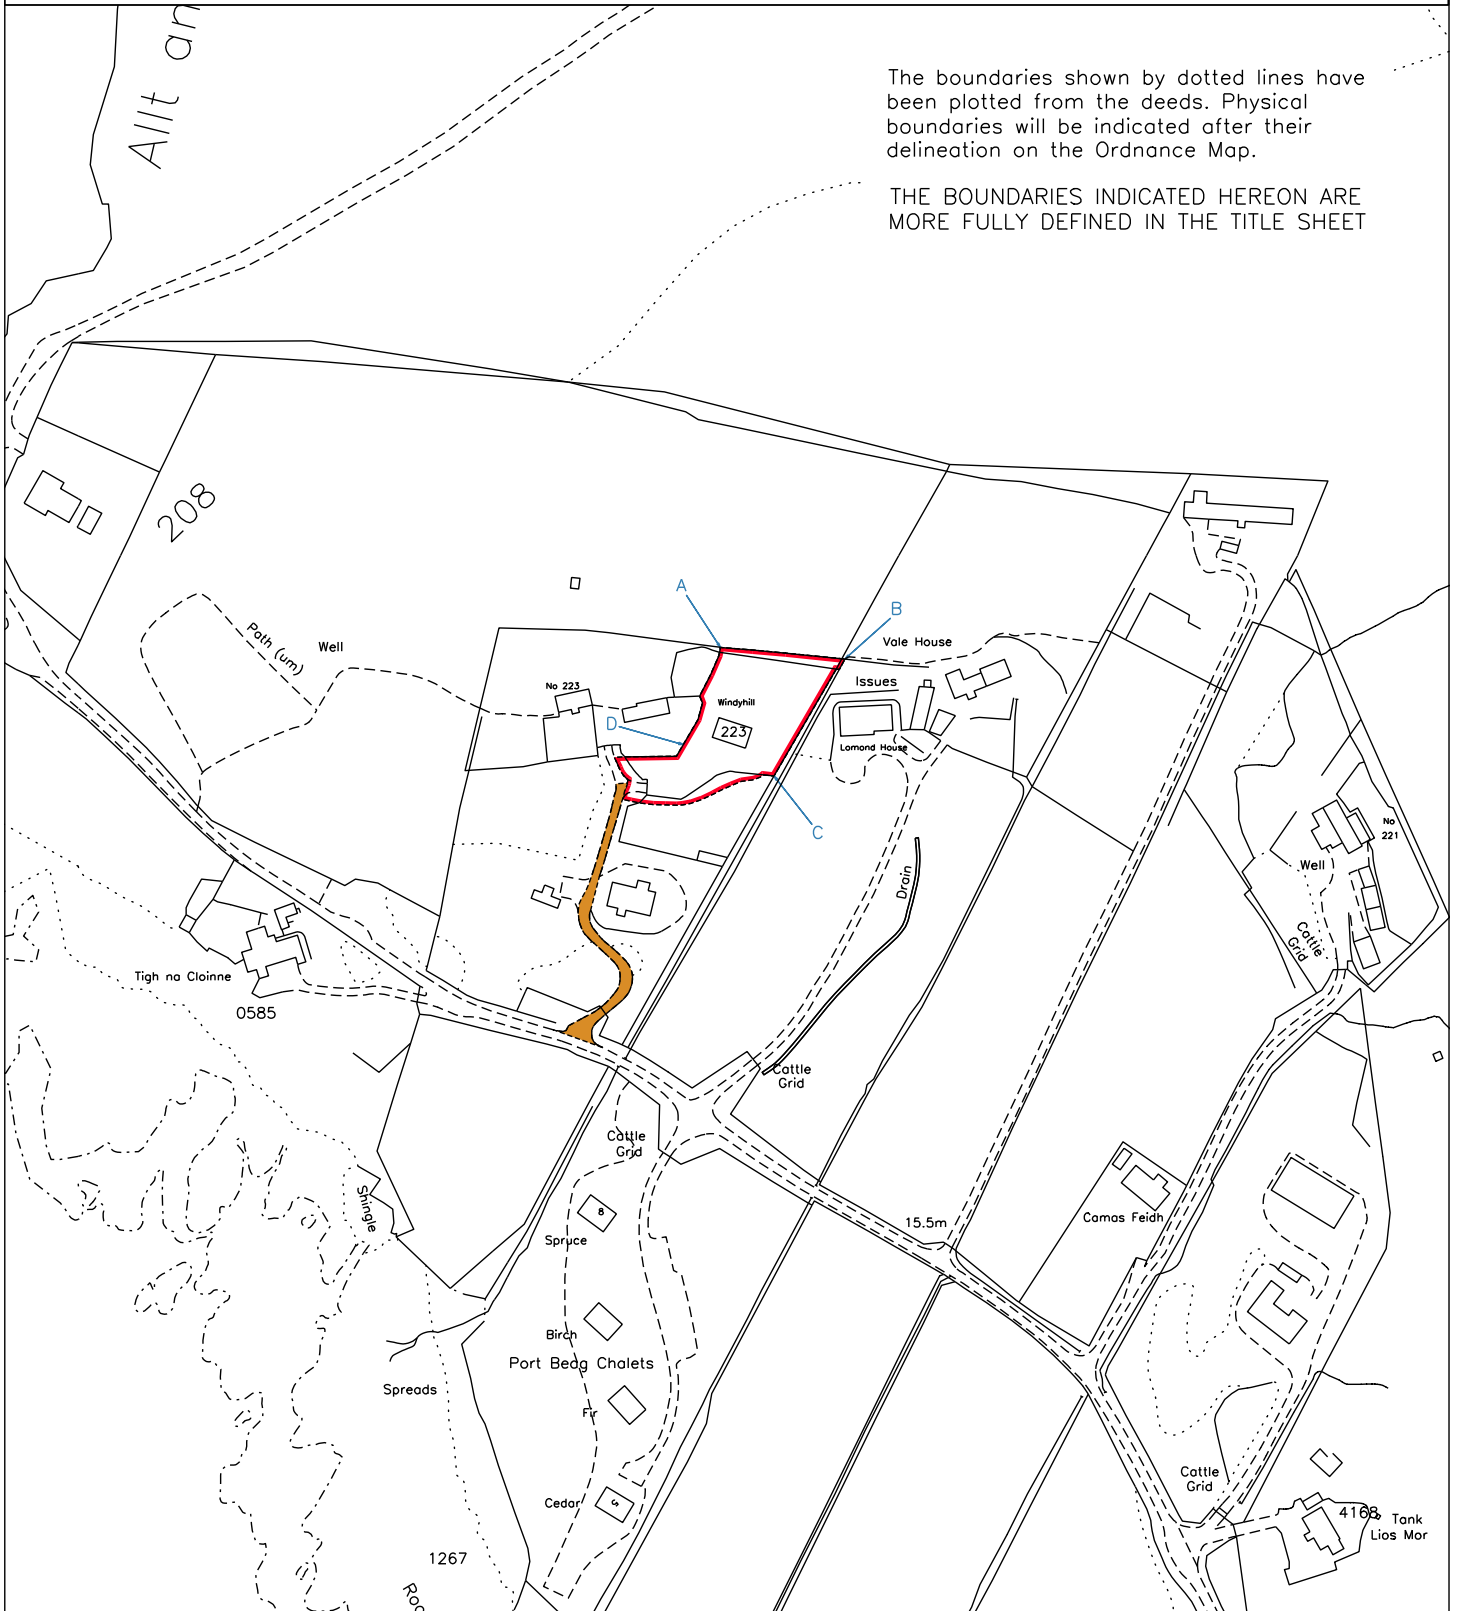 Allt an
The boundaries shown by dotted lines have
been plotted from the deeds. Physical
boundaries will be indicated after their
delineation on the Ordnance Map.
THE BOUNDARIES INDICATED HEREON ARE
MORE FULLY DEFINED IN THE TITLE SHEET
208
A
B
Path (um)
Well
Vale House
Issues
No 223
Windyhill
D
223
Lomond House
C
No
221
Well
Drain
Cattle
Grid
Tigh na Cloinne
0585
Cattle
Grid
Cattle
Grid
Shingle
8
Spruce
15.5m
Camas Feidh
Birch
Port Beag Chalets
Spreads
Fir
Cattle
Grid
Cedar
5
4168
Tank
Lios Mor
1267